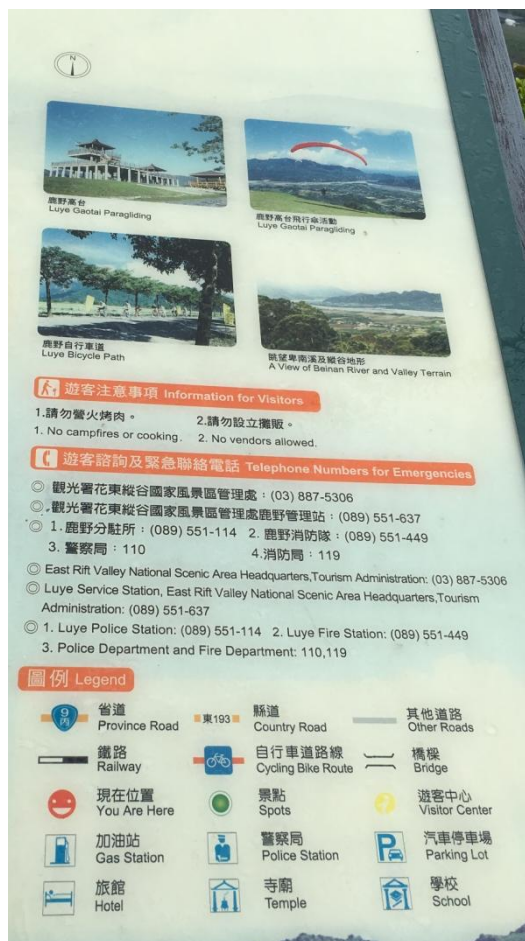 N
鹿野高台
Luye Gaotai Paragliding
鹿野高台飛行傘活動
Luye Gaotai Paragliding
鹿野自行車道
Luye Bicycle Path
眺望卑南溪及縱谷地形
A View of Beinan River and Valley Terrain
遊客注意事項 Information for Visitors
1.請勿營火烤肉。 2.請勿設立攤販。
1. No campfires or cooking. 2. No vendors allowed.
遊客諮詢及緊急聯絡電話 Telephone Numbers for Emergencies
◎ 觀光署花東縱谷國家風景區管理處:(03) 887-5306
◎ 觀光署花東縱谷國家風景區管理處鹿野管理站:(089) 551-637
◎ 1. 鹿野分駐所:(089) 551-114 2. 鹿野消防隊:(089) 551-449
3. 警察局:110 4.消防局:119
◎ East Rift Valley National Scenic Area Headquarters,Tourism Administration: (03) 887-5306
◎ Luye Service Station, East Rift Valley National Scenic Area Headquarters,Tourism
Administration: (089) 551-637
◎ 1. Luye Police Station: (089) 551-114 2. Luye Fire Station: (089) 551-449
3. Police Department and Fire Department: 110,119
圖例 Legend
9丙 省道 東193 縣道 其他道路
Province Road Country Road Other Roads
鐵路 自行車道路線 橋樑
Railway Cycling Bike Route Bridge
現在位置 景點 遊客中心
You Are Here Spots Visitor Center
加油站 警察局 汽車停車場
Gas Station Police Station P Parking Lot
旅館 寺廟 學校
Hotel Temple School